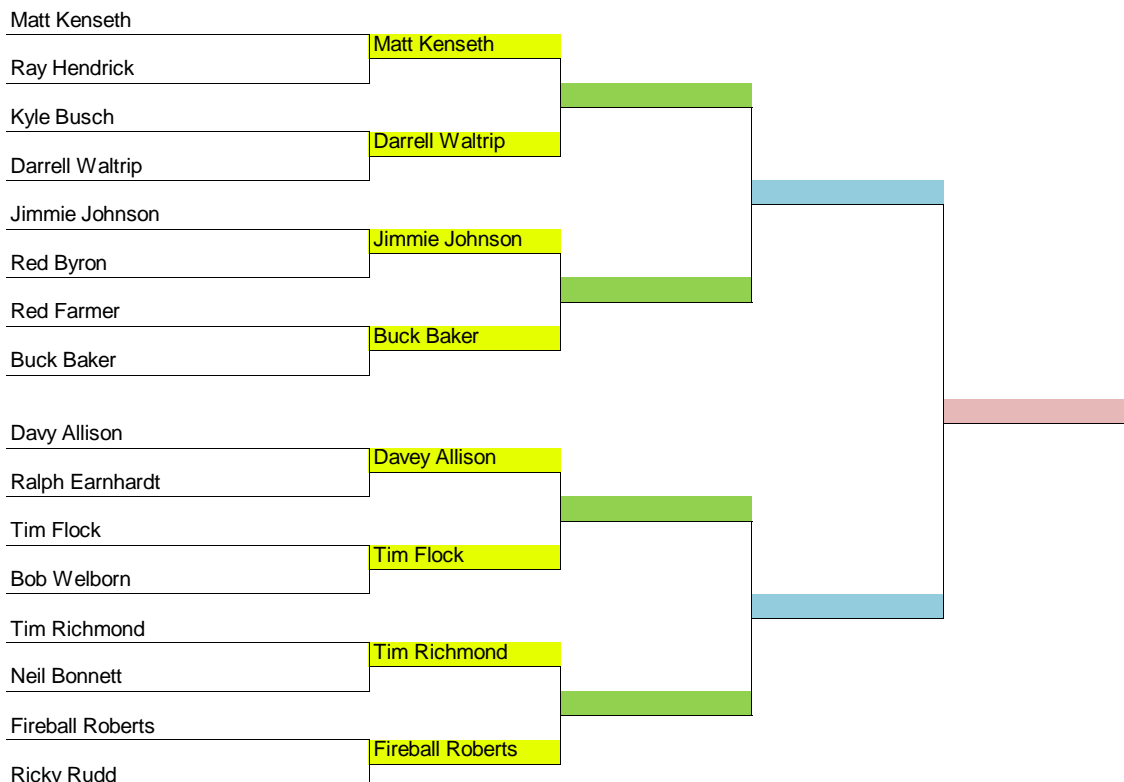 Matt Kenseth
Matt Kenseth
Ray Hendrick
Kyle Busch
Darrell Waltrip
Darrell Waltrip
Jimmie Johnson
Jimmie Johnson
Red Byron
Red Farmer
Buck Baker
Buck Baker
Davy Allison
Davey Allison
Ralph Earnhardt
Tim Flock
Tim Flock
Bob Welborn
Tim Richmond
Tim Richmond
Neil Bonnett
Fireball Roberts
Fireball Roberts
Ricky Rudd